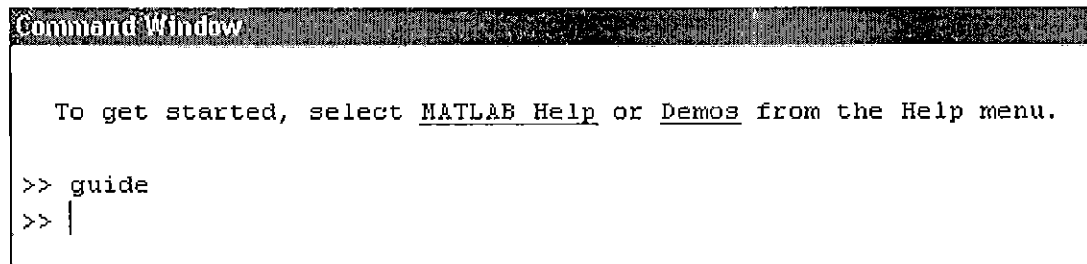 Command Window
To get started, select MATLAB Help or Demos from the Help menu.
>> guide
>>